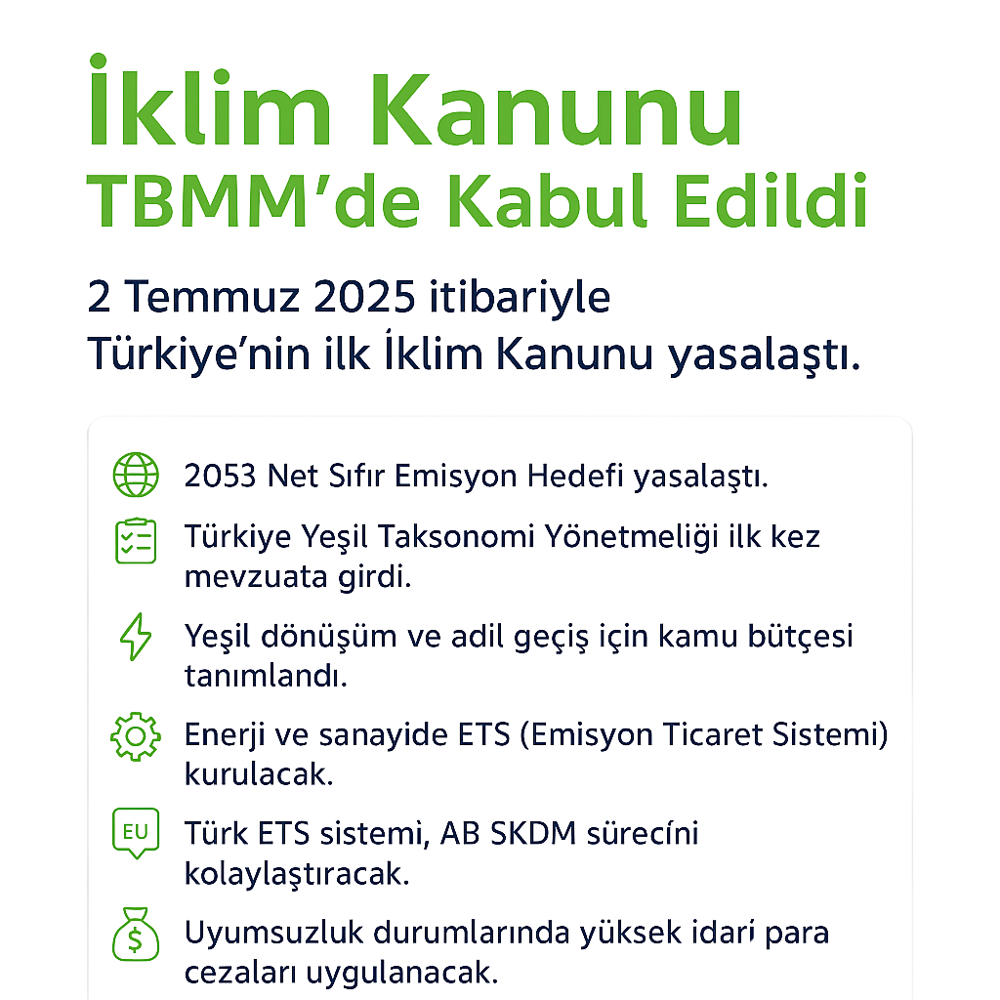 İklim Kanunu
TBMM'de Kabul Edildi
2 Temmuz 2025 itibariyle
Türkiye'nin ilk İklim Kanunu yasalaştı.
2053 Net Sıfır Emisyon Hedefi yasalaştı.
Türkiye Yeşil Taksonomi Yönetmeliği ilk kez
mevzuata girdi.
Yeşil dönüşüm ve adil geçiş için kamu bütçesi
tanımlandı.
Enerji ve sanayide ETS (Emisyon Ticaret Sistemi)
kurulacak.
EU
Türk ETS sistemì, AB SKDM sürecíni
kolaylaştıracak.
$
Uyumsuzluk durumlarında yüksek idarí para
cezaları uygulanacak.